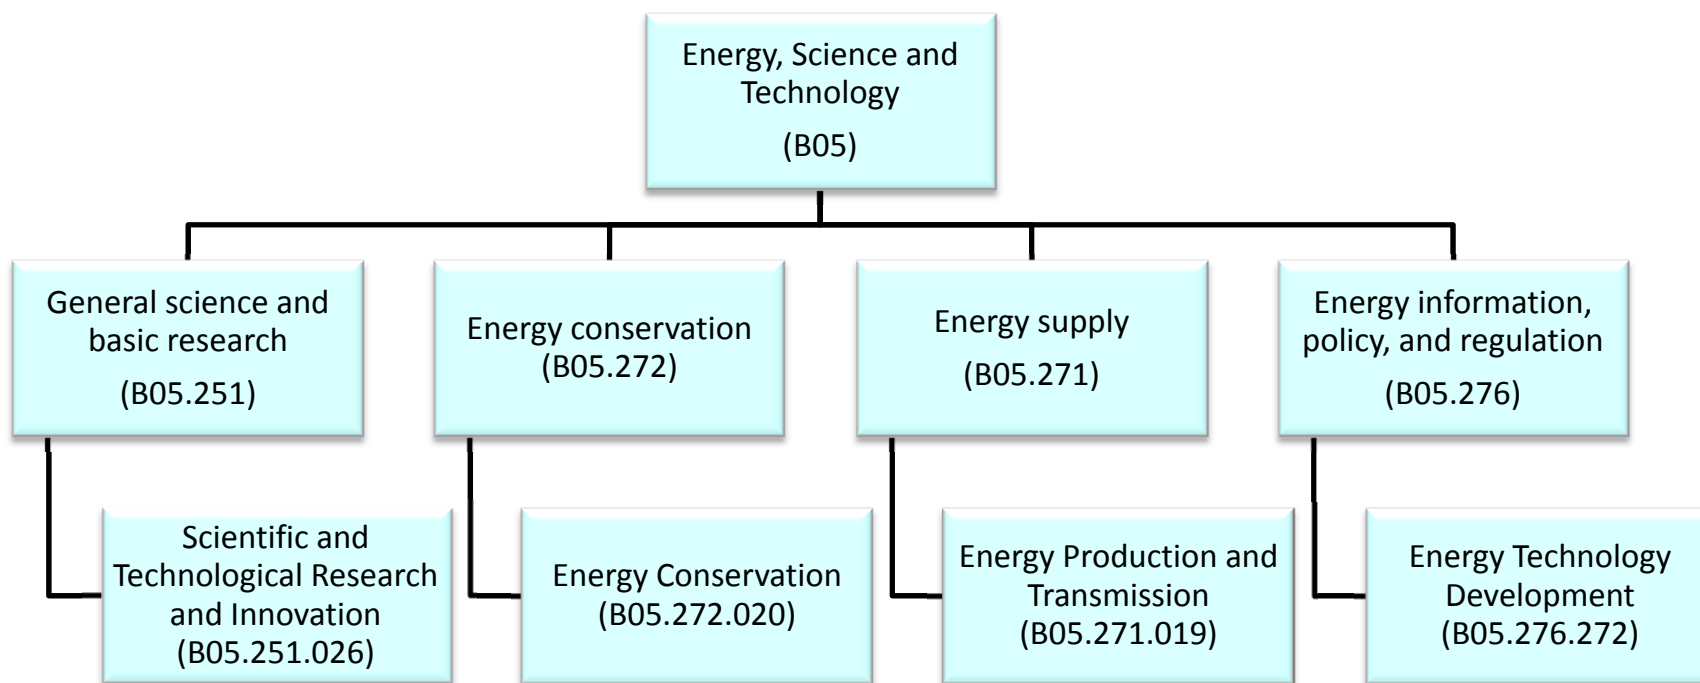 Energy, Science and
Technology
(B05)
General science and
basic research
(B05.251)
Energy conservation
(B05.272)
Energy supply
(B05.271)
Energy information,
policy, and regulation
(B05.276)
Scientific and
Technological Research
and Innovation
(B05.251.026)
Energy Conservation
(B05.272.020)
Energy Production and
Transmission
(B05.271.019)
Energy Technology
Development
(B05.276.272)